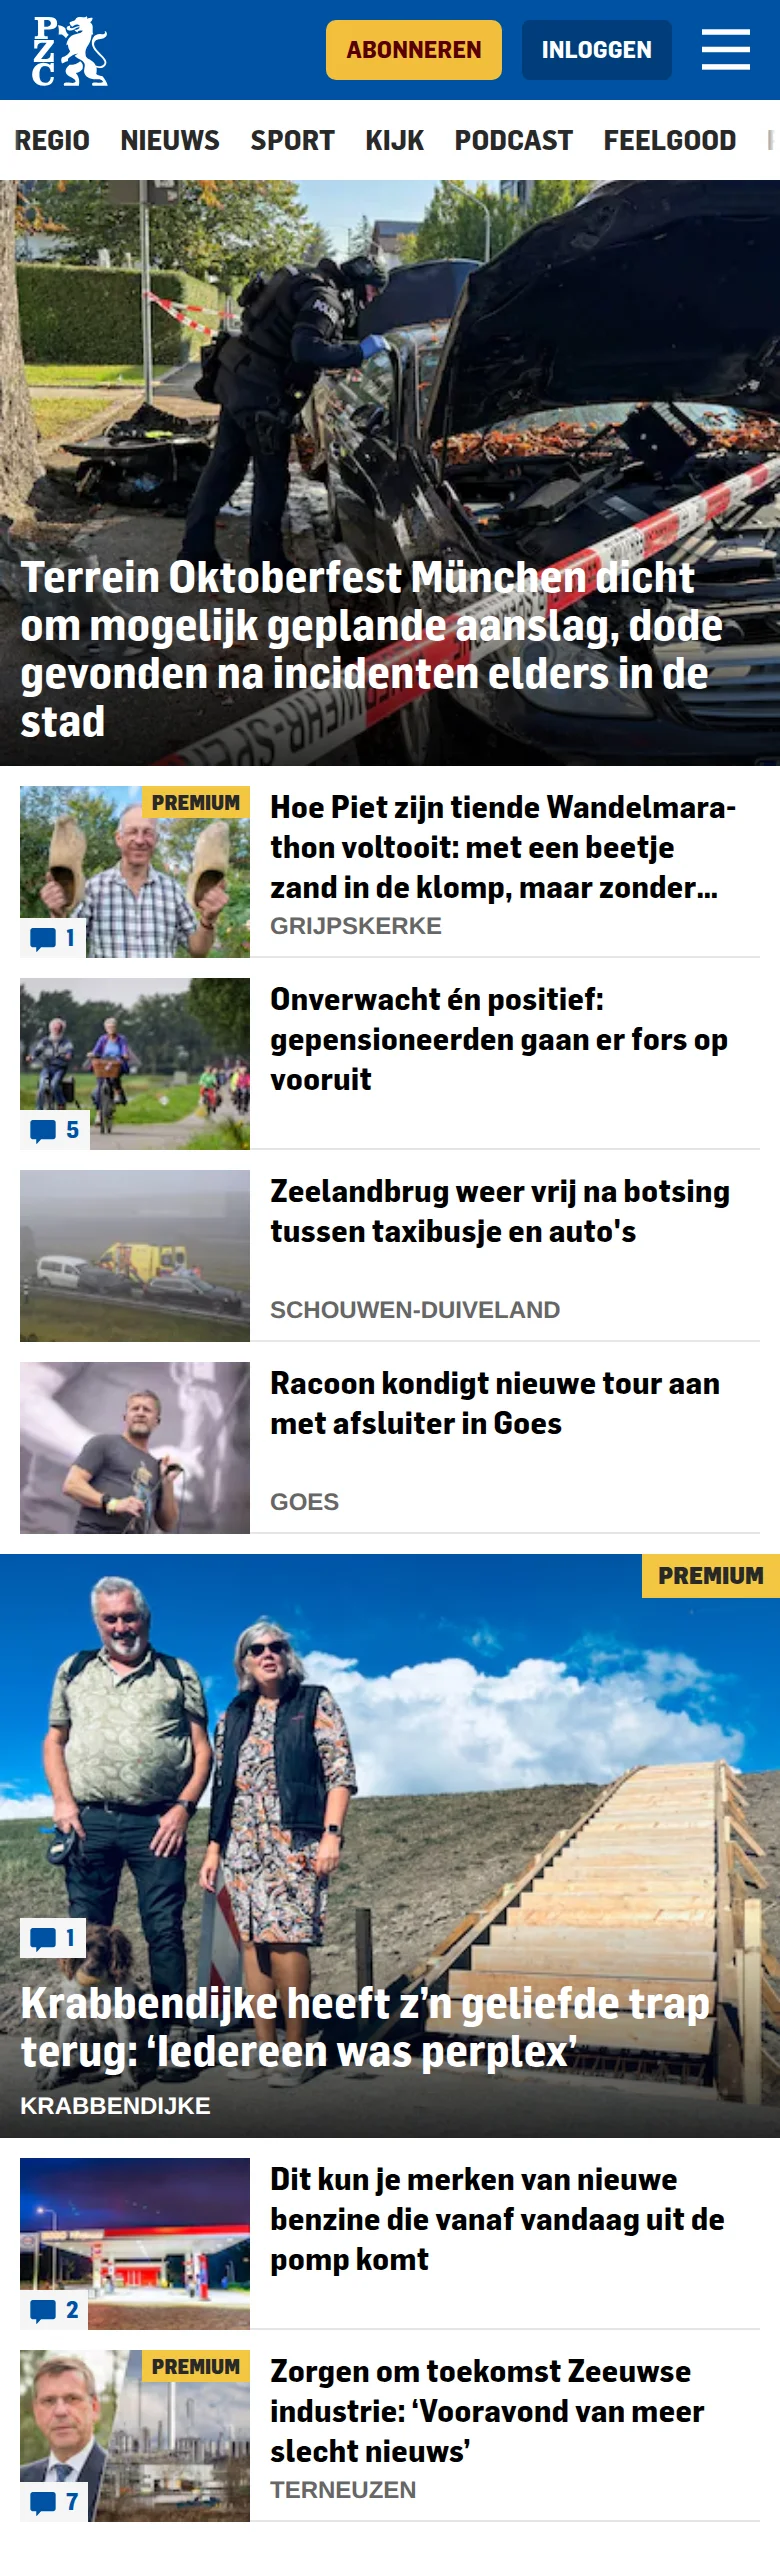 PZC
ABONNEREN
INLOGGEN
REGIO NIEUWS SPORT KIJK PODCAST FEELGOOD
Terrein Oktoberfest München dicht
om mogelijk geplande aanslag, dode
gevonden na incidenten elders in de
stad
PREMIUM
1
Hoe Piet zijn tiende Wandelmara-
thon voltooit: met een beetje
zand in de klomp, maar zonder...
GRIJPSKERKE
5
Onverwacht én positief:
gepensioneerden gaan er fors op
vooruit
Zeelandbrug weer vrij na botsing
tussen taxibusje en auto's
SCHOUWEN-DUIVELAND
Racoon kondigt nieuwe tour aan
met afsluiter in Goes
GOES
PREMIUM
1
Krabbendijke heeft z’n geliefde trap
terug: ‘Iedereen was perplex’
KRABBENDIJKE
2
Dit kun je merken van nieuwe
benzine die vanaf vandaag uit de
pomp komt
PREMIUM
7
Zorgen om toekomst Zeeuwse
industrie: ‘Vooravond van meer
slecht nieuws’
TERNEUZEN